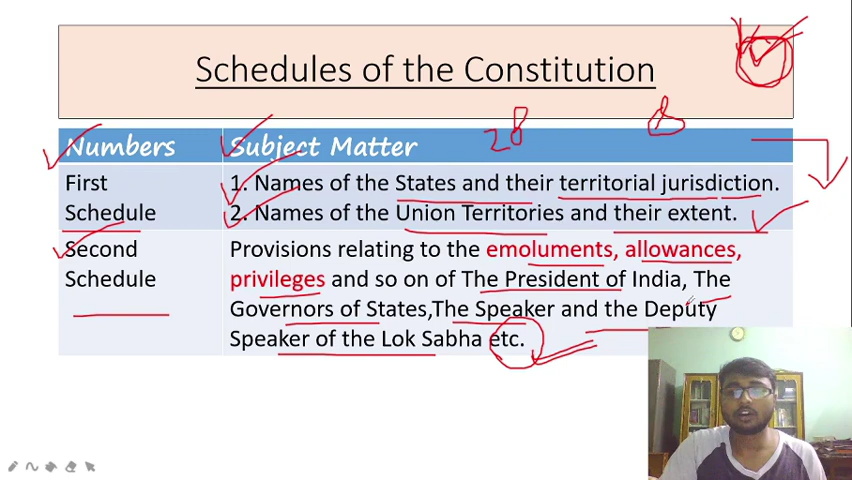 Schedules of the Constitution
28 8
Numbers Subject Matter
First 1. Names of the States and their territorial jurisdiction.
Schedule 2. Names of the Union Territories and their extent.
Second Provisions relating to the emoluments, allowances,
Schedule privileges and so on of The President of India, The
Governors of States,The Speaker and the Deputy
Speaker of the Lok Sabha etc.